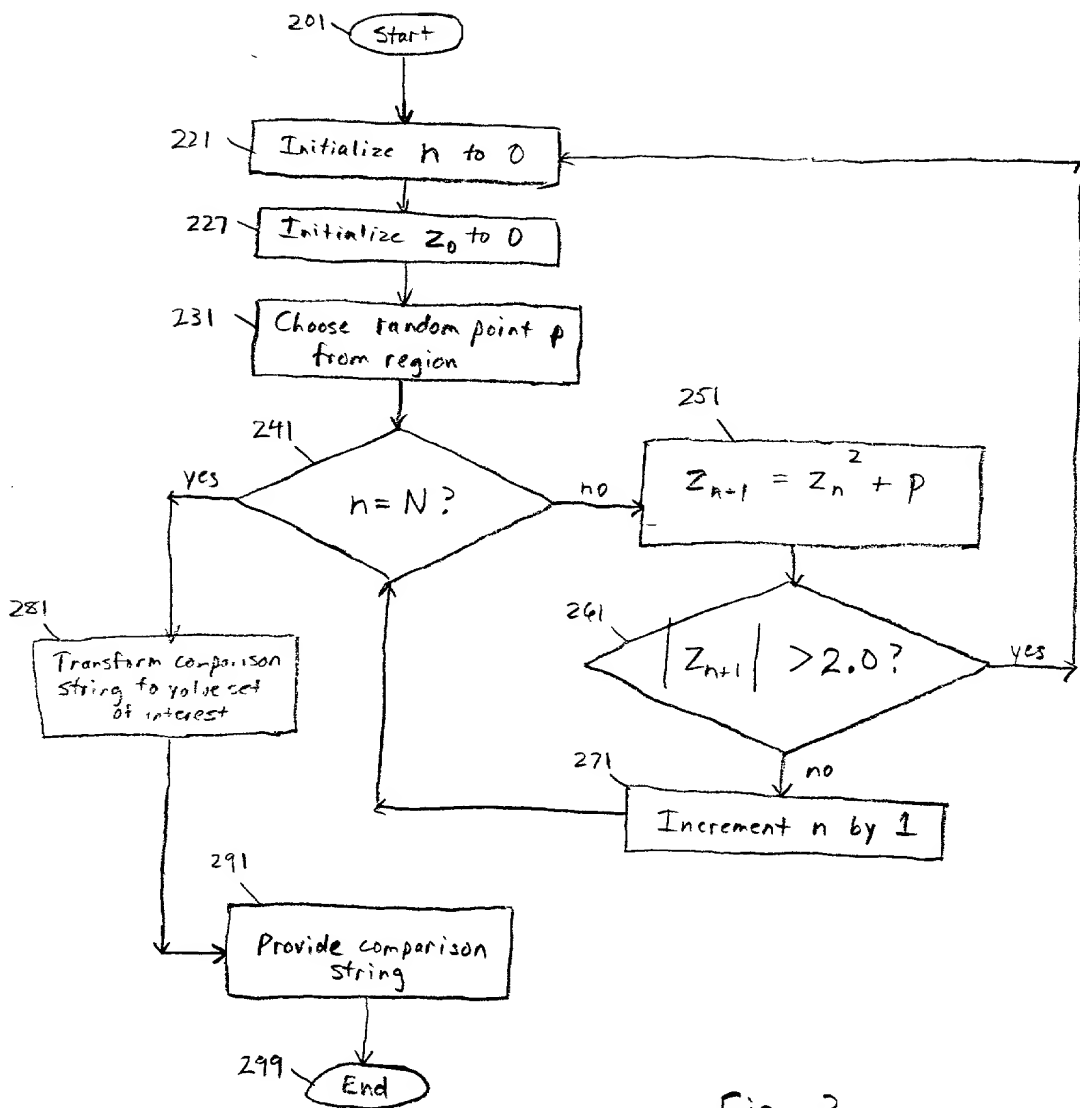 201
Start
221
Initialize n to 0
227
Initialize z₀ to 0
231
Choose random point p
from region
241
n = N ?
yes
no
251
Zₙ₊₁ = Zₙ² + p
261
|Zₙ₊₁| > 2.0?
yes
no
271
Increment n by 1
281
Transform comparison
string to value set
of interest
291
Provide comparison
string
299
End
Fig. 2